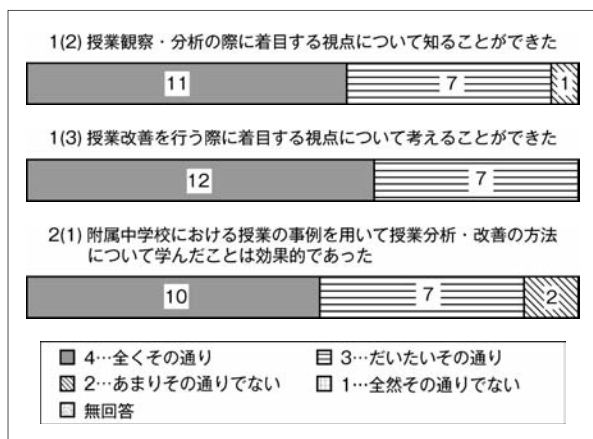 1(2) 授業観察・分析の際に着目する視点について知ることができた
11 7 1
1(3) 授業改善を行う際に着目する視点について考えることができた
12 7
2(1) 附属中学校における授業の事例を用いて授業分析・改善の方法
について学んだことは効果的であった
10 7 2
4…全くその通り 3…だいたいその通り
2…あまりその通りでない 1…全然その通りでない
無回答